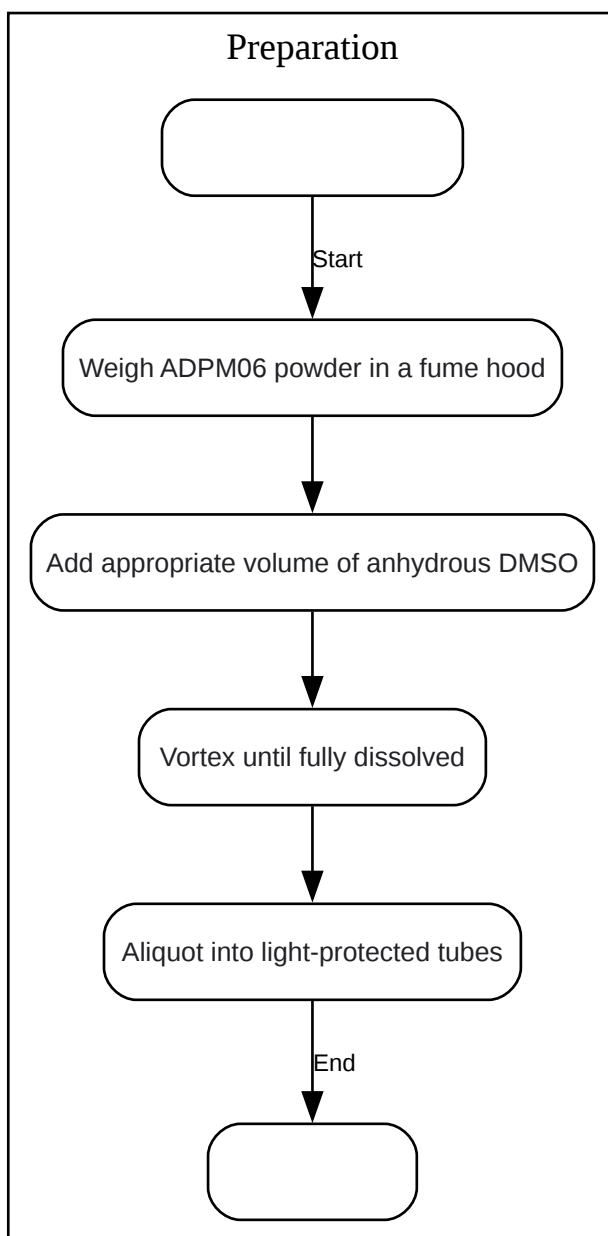 Preparation
Start
Weigh ADPM06 powder in a fume hood
Add appropriate volume of anhydrous DMSO
Vortex until fully dissolved
Aliquot into light-protected tubes
End